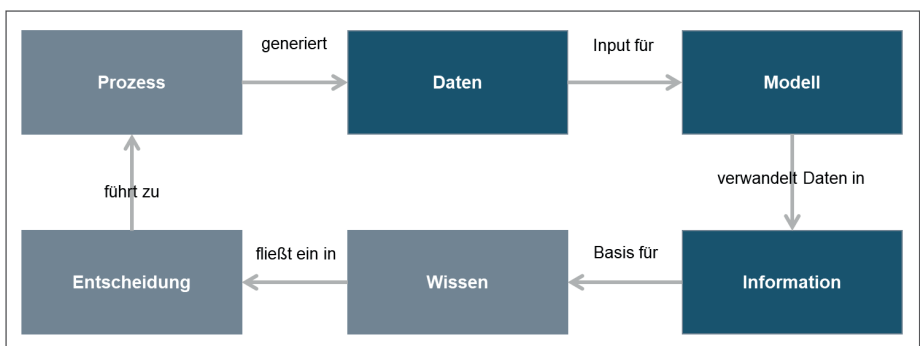 generiert
Input für
Prozess
Daten
Modell
führt zu
verwandelt Daten in
fließt ein in
Basis für
Entscheidung
Wissen
Information